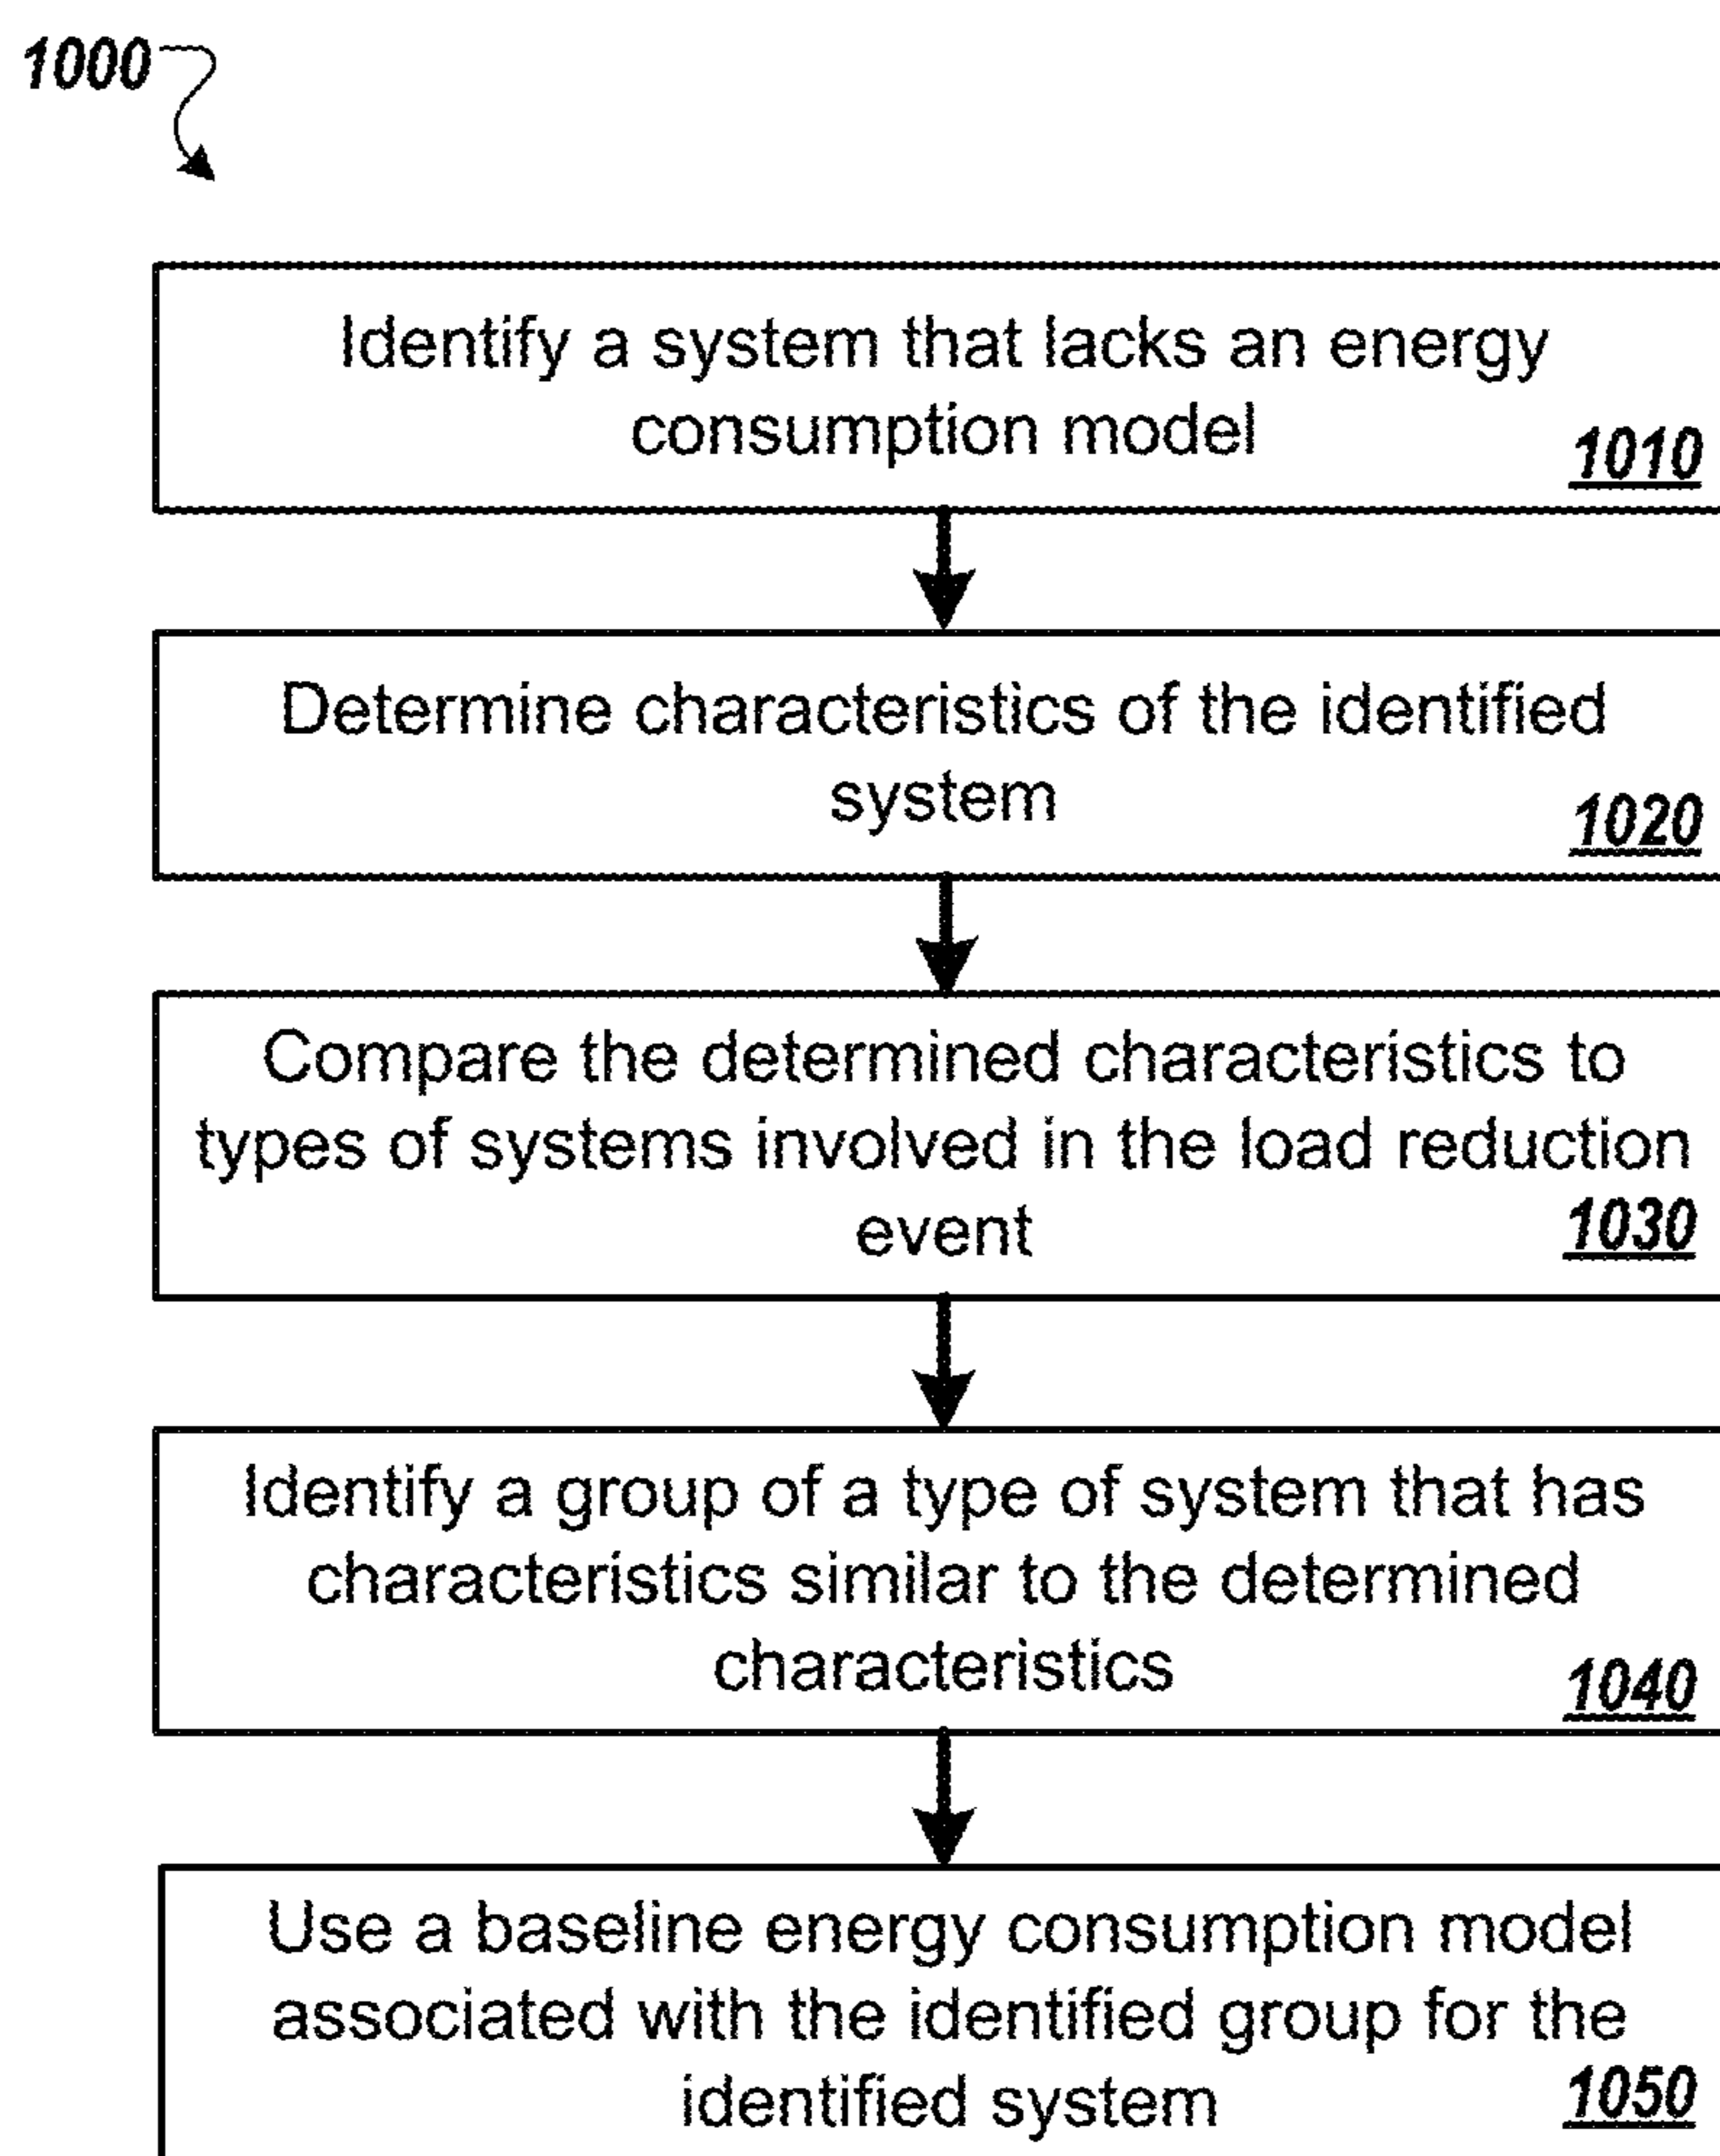 1000
Identify a system that lacks an energy
consumption model
1010
Determine characteristics of the identified
system
1020
Compare the determined characteristics to
types of systems involved in the load reduction
event
1030
Identify a group of a type of system that has
characteristics similar to the determined
characteristics
1040
Use a baseline energy consumption model
associated with the identified group for the
identified system
1050